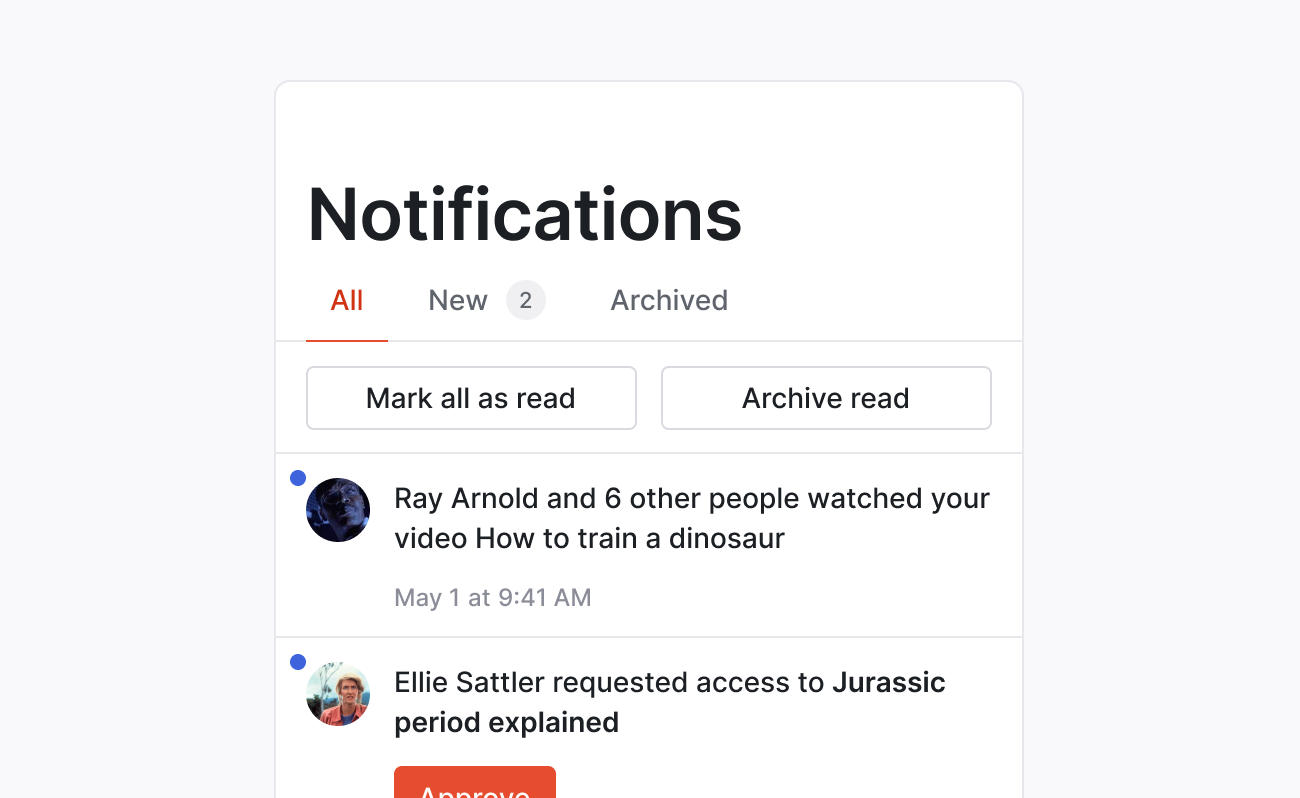 Notifications
All New 2 Archived
Mark all as read Archive read
Ray Arnold and 6 other people watched your
video How to train a dinosaur
May 1 at 9:41 AM
Ellie Sattler requested access to Jurassic
period explained
Approve